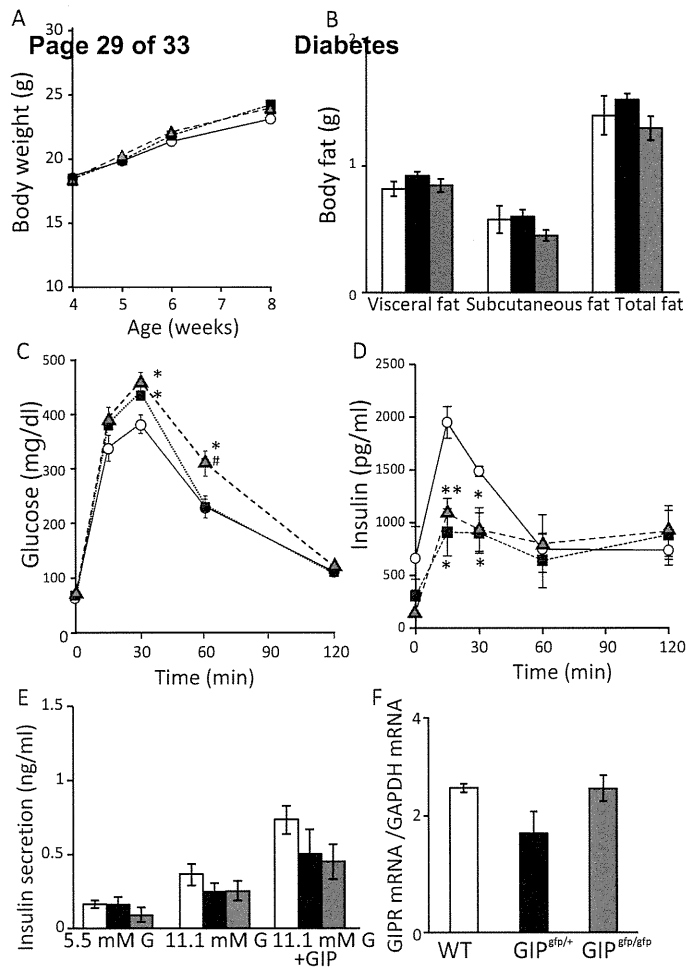 A
B
Page 29 of 33
Diabetes
Body weight (g)
30
25
20
15
10
4 5 6 7 8
Age (weeks)
Body fat (g)
2
1
0
Visceral fat Subcutaneous fat Total fat
C
D
Glucose (mg/dl)
500
400
300
200
100
0
*
*
*
#
0 30 60 90 120
Time (min)
Insulin (pg/ml)
2500
2000
1500
1000
500
0
**
*
*
*
0 30 60 90 120
Time (min)
E
F
Insulin secretion (ng/ml)
1.5
1
0.5
0
5.5 mM G 11.1 mM G 11.1 mM G
+GIP
GIPR mRNA /GAPDH mRNA
4
2
0
WT GIPgfp/+ GIPgfp/gfp